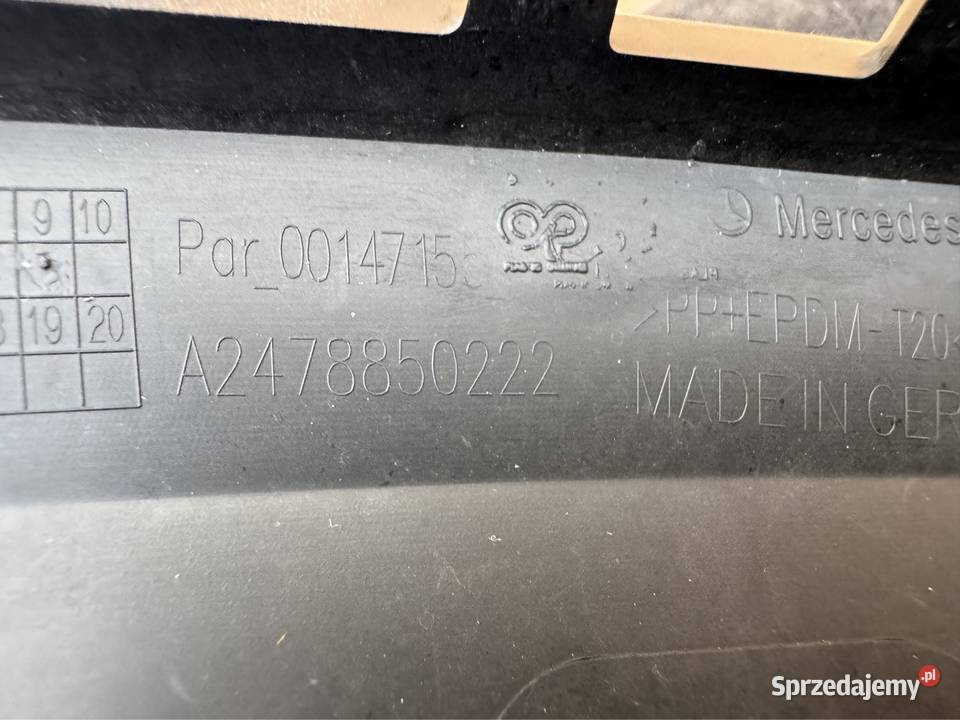 9 10
19 20
Par_0014715
A2478850222
Mercedes
>PP+EPDM-T20<
MADE IN GER
Sprzedajemy.pl